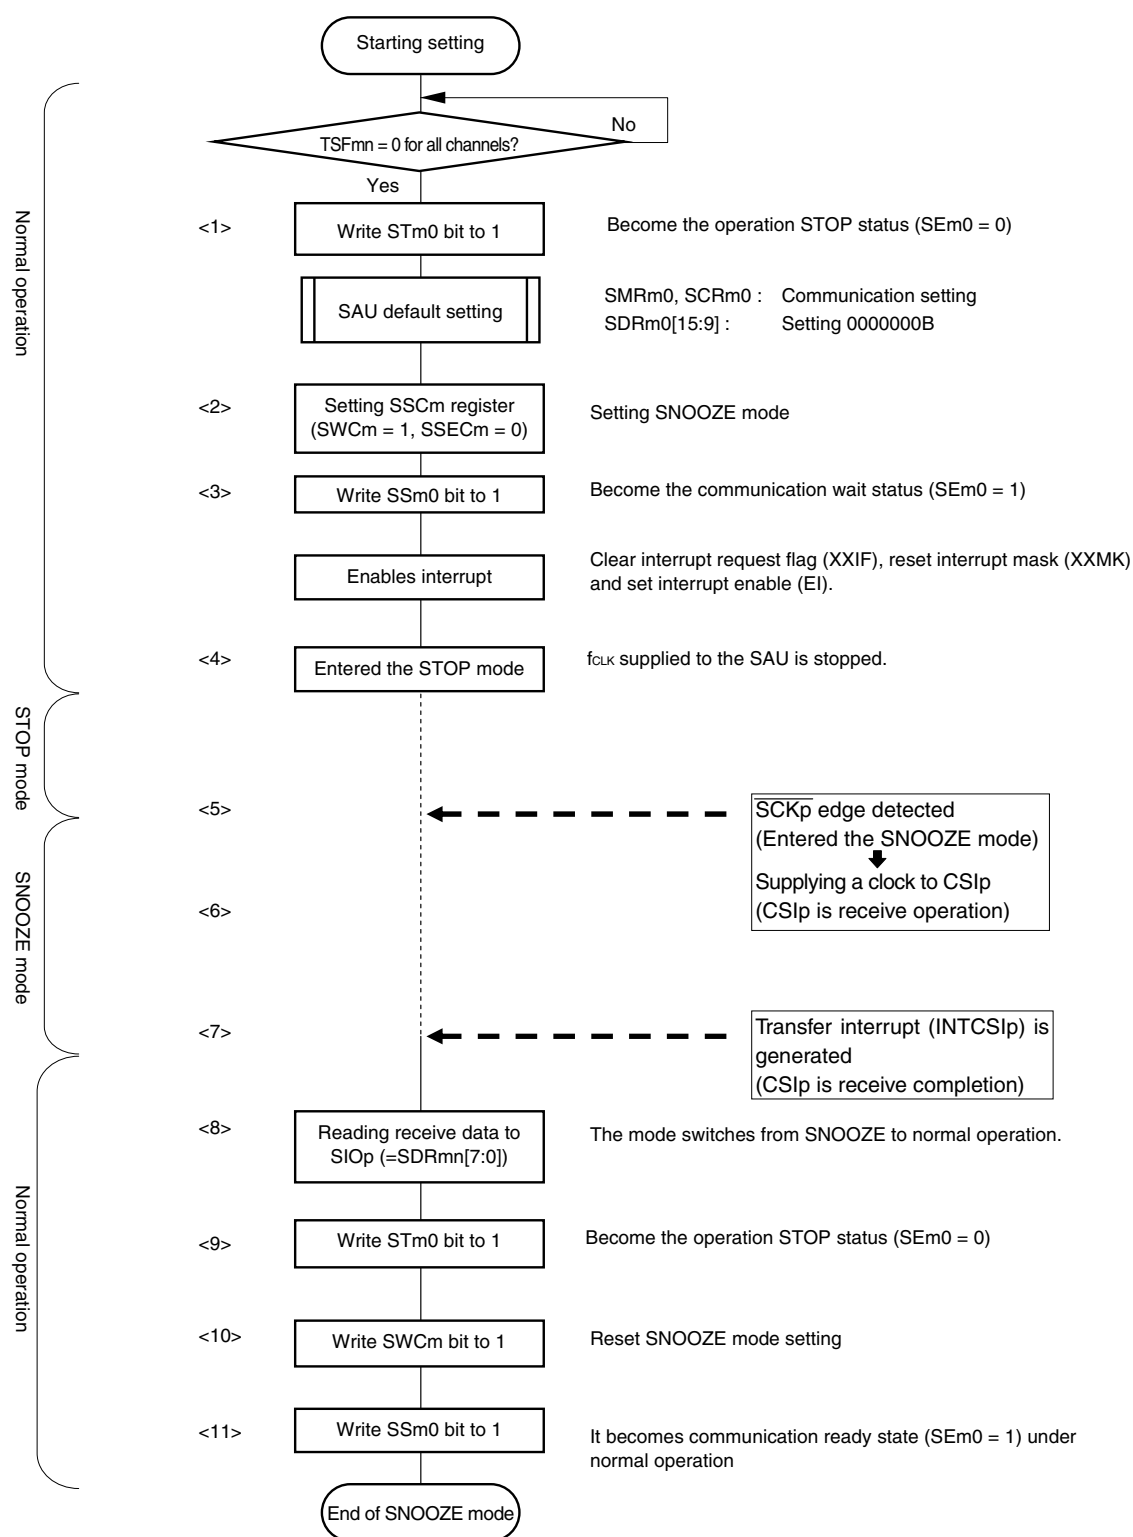 Starting setting
No
TSFmn = 0 for all channels?
Yes
Normal operation
<1>
Write STm0 bit to 1
Become the operation STOP status (SEm0 = 0)
SAU default setting
SMRm0, SCRm0 : Communication setting
SDRm0[15:9] : Setting 0000000B
<2>
Setting SSCm register
(SWCm = 1, SSECm = 0)
Setting SNOOZE mode
<3>
Write SSm0 bit to 1
Become the communication wait status (SEm0 = 1)
Enables interrupt
Clear interrupt request flag (XXIF), reset interrupt mask (XXMK)
and set interrupt enable (EI).
<4>
Entered the STOP mode
fCLK supplied to the SAU is stopped.
STOP mode
<5>
SCKp edge detected
(Entered the SNOOZE mode)
Supplying a clock to CSIp
(CSIp is receive operation)
SNOOZE mode
<6>
<7>
Transfer interrupt (INTCSIp) is
generated
(CSIp is receive completion)
Normal operation
<8>
Reading receive data to
SIOp (=SDRmn[7:0])
The mode switches from SNOOZE to normal operation.
<9>
Write STm0 bit to 1
Become the operation STOP status (SEm0 = 0)
<10>
Write SWCm bit to 1
Reset SNOOZE mode setting
<11>
Write SSm0 bit to 1
It becomes communication ready state (SEm0 = 1) under
normal operation
End of SNOOZE mode